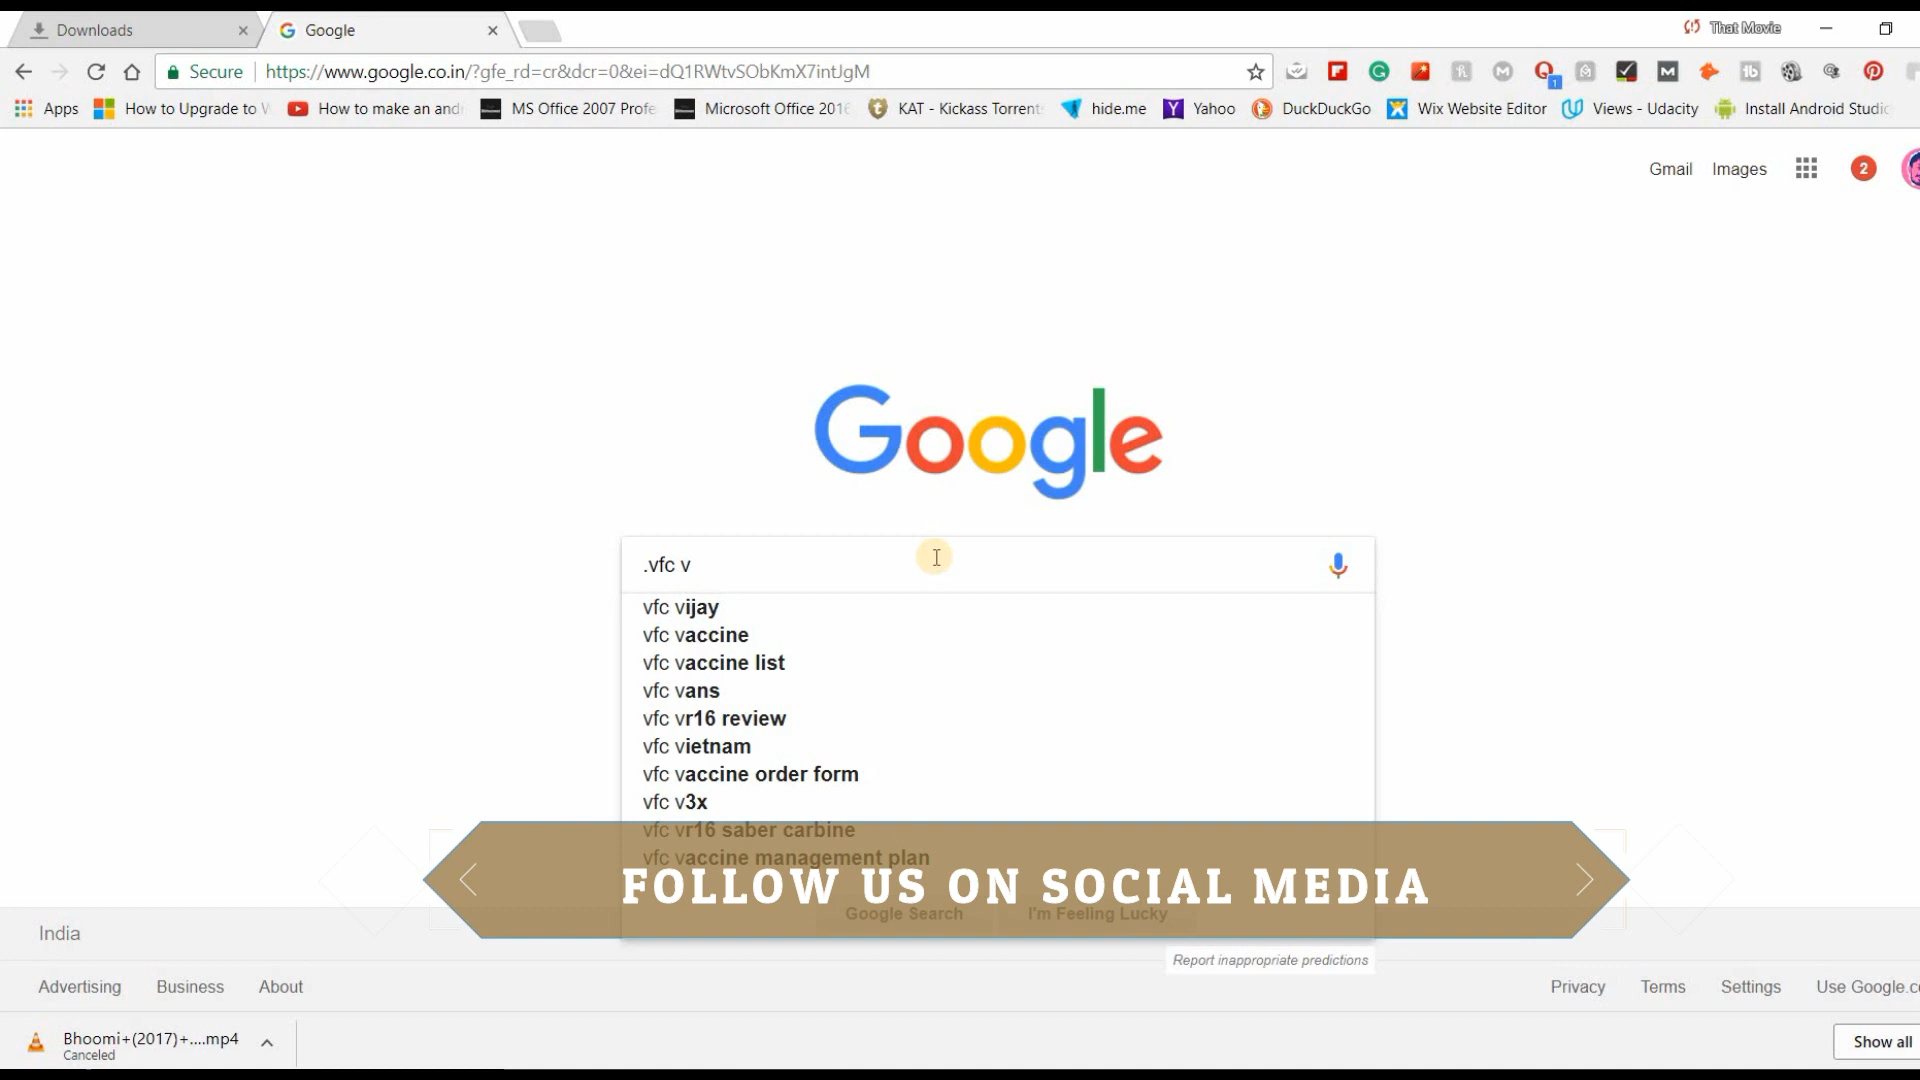 Downloads
Google
That Movie
Secure
https://www.google.co.in/?gfe_rd=cr&dcr=0&ei=dQ1RWtvSObKmX7intJgM
Apps
How to Upgrade to
How to make an and
MS Office 2007 Profe
Microsoft Office 2016
KAT - Kickass Torrent
hide.me
Yahoo
DuckDuckGo
Wix Website Editor
Views - Udacity
Install Android Studio
Gmail
Images
2
Google
.vfc v
vfc vijay
vfc vaccine
vfc vaccine list
vfc vans
vfc vr16 review
vfc vietnam
vfc vaccine order form
vfc v3x
vfc vr16 saber carbine
vfc vaccine management plan
FOLLOW US ON SOCIAL MEDIA
Google Search
I'm Feeling Lucky
Report inappropriate predictions
India
Advertising
Business
About
Privacy
Terms
Settings
Use Google.c
Bhoomi+(2017)+....mp4
Canceled
Show all